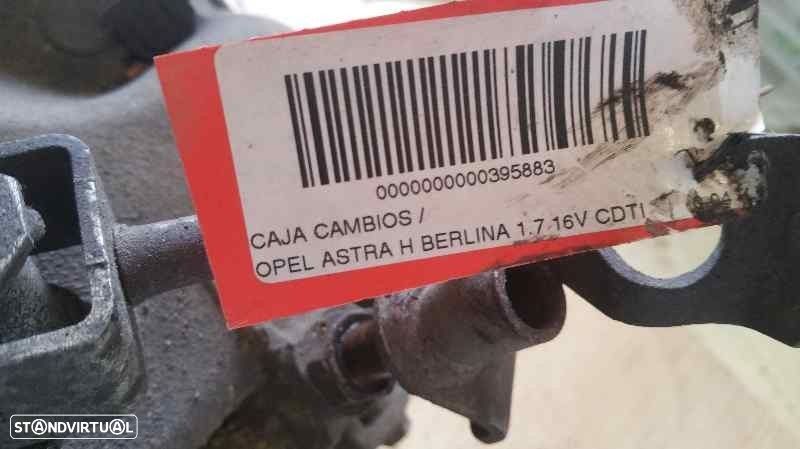 0000000000395883
CAJA CAMBIOS /
OPEL ASTRA H BERLINA 1.7 16V CDTI
STANDVIRTUAL